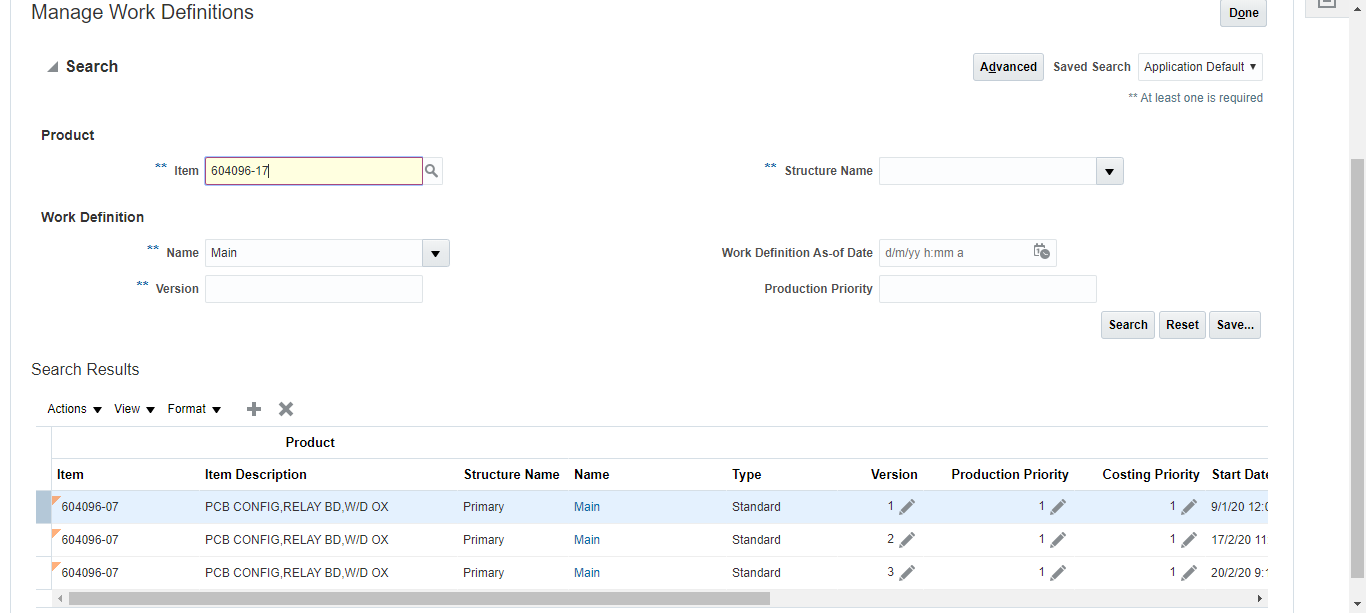 Manage Work Definitions
Done
Search
Advanced Saved Search Application Default
** At least one is required
Product
** Item 604096-17
** Structure Name
Work Definition
** Name Main
Work Definition As-of Date d/m/yy h:mm a
** Version
Production Priority
Search Reset Save...
Search Results
Actions View Format
Product
Item Item Description Structure Name Name Type Version Production Priority Costing Priority Start Date
604096-07 PCB CONFIG,RELAY BD,W/D OX Primary Main Standard 1 1 1 9/1/20 12:0
604096-07 PCB CONFIG,RELAY BD,W/D OX Primary Main Standard 2 1 1 17/2/20 11
604096-07 PCB CONFIG,RELAY BD,W/D OX Primary Main Standard 3 1 1 20/2/20 9: